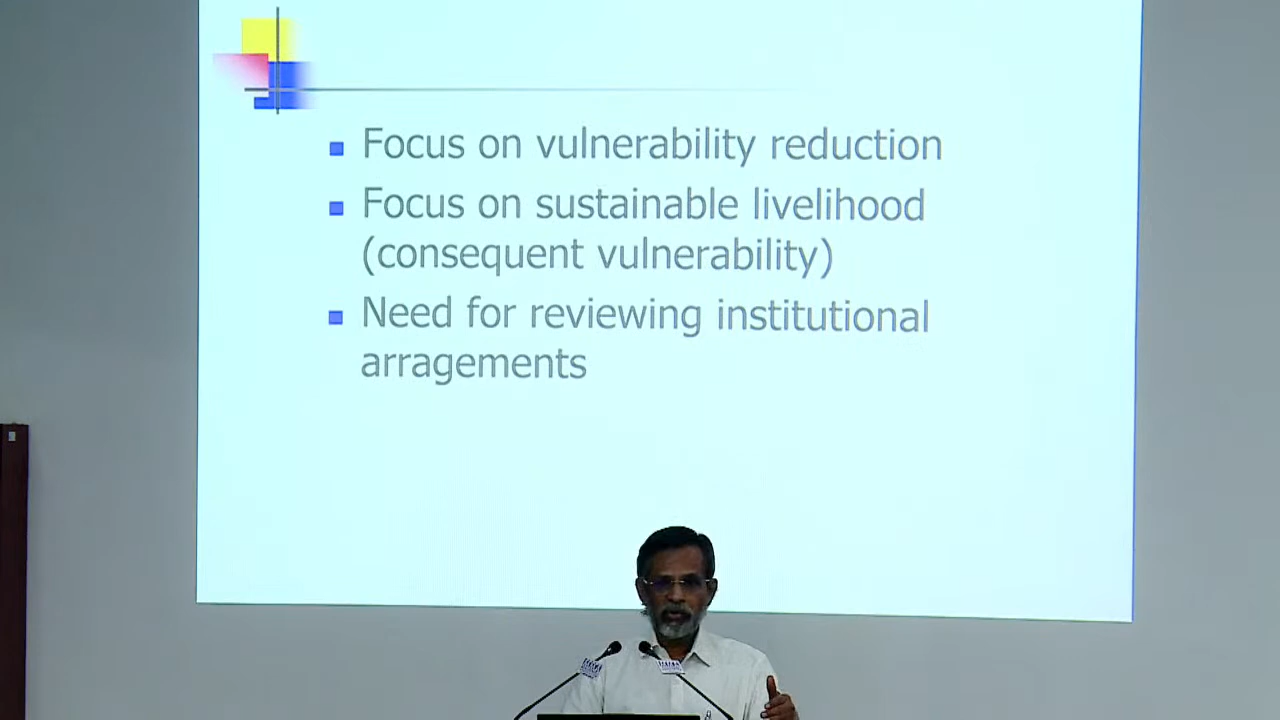 Focus on vulnerability reduction
Focus on sustainable livelihood
(consequent vulnerability)
Need for reviewing institutional
arragements